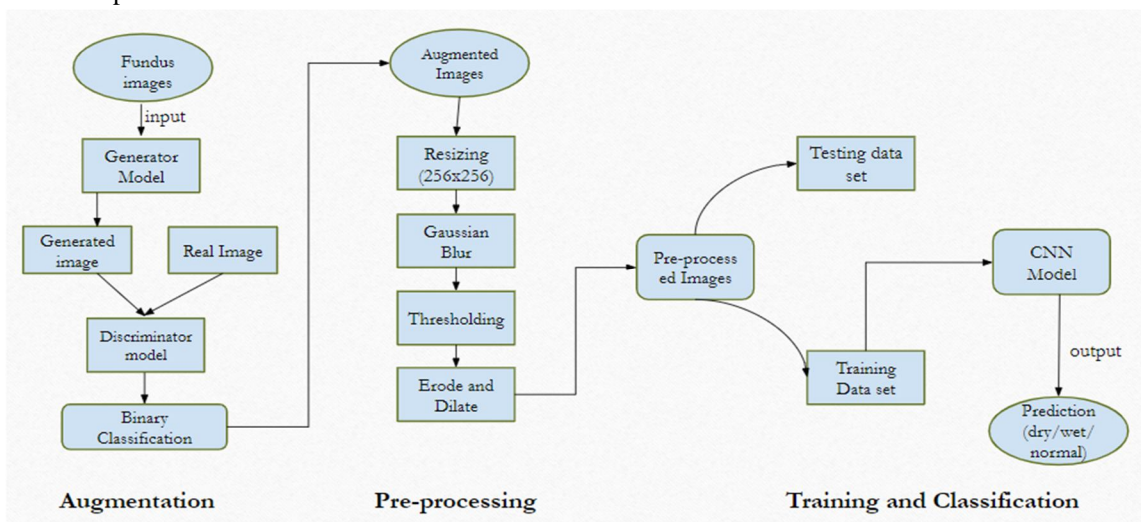 Fundus
images
input
Generator
Model
Generated
image
Real Image
Discriminator
model
Binary
Classification
Augmentation
Augmented
Images
Resizing
(256x256)
Gaussian
Blur
Thresholding
Erode and
Dilate
Pre-processing
Pre-process
ed Images
Testing data
set
Training
Data set
CNN
Model
output
Prediction
(dry/wet/
normal)
Training and Classification